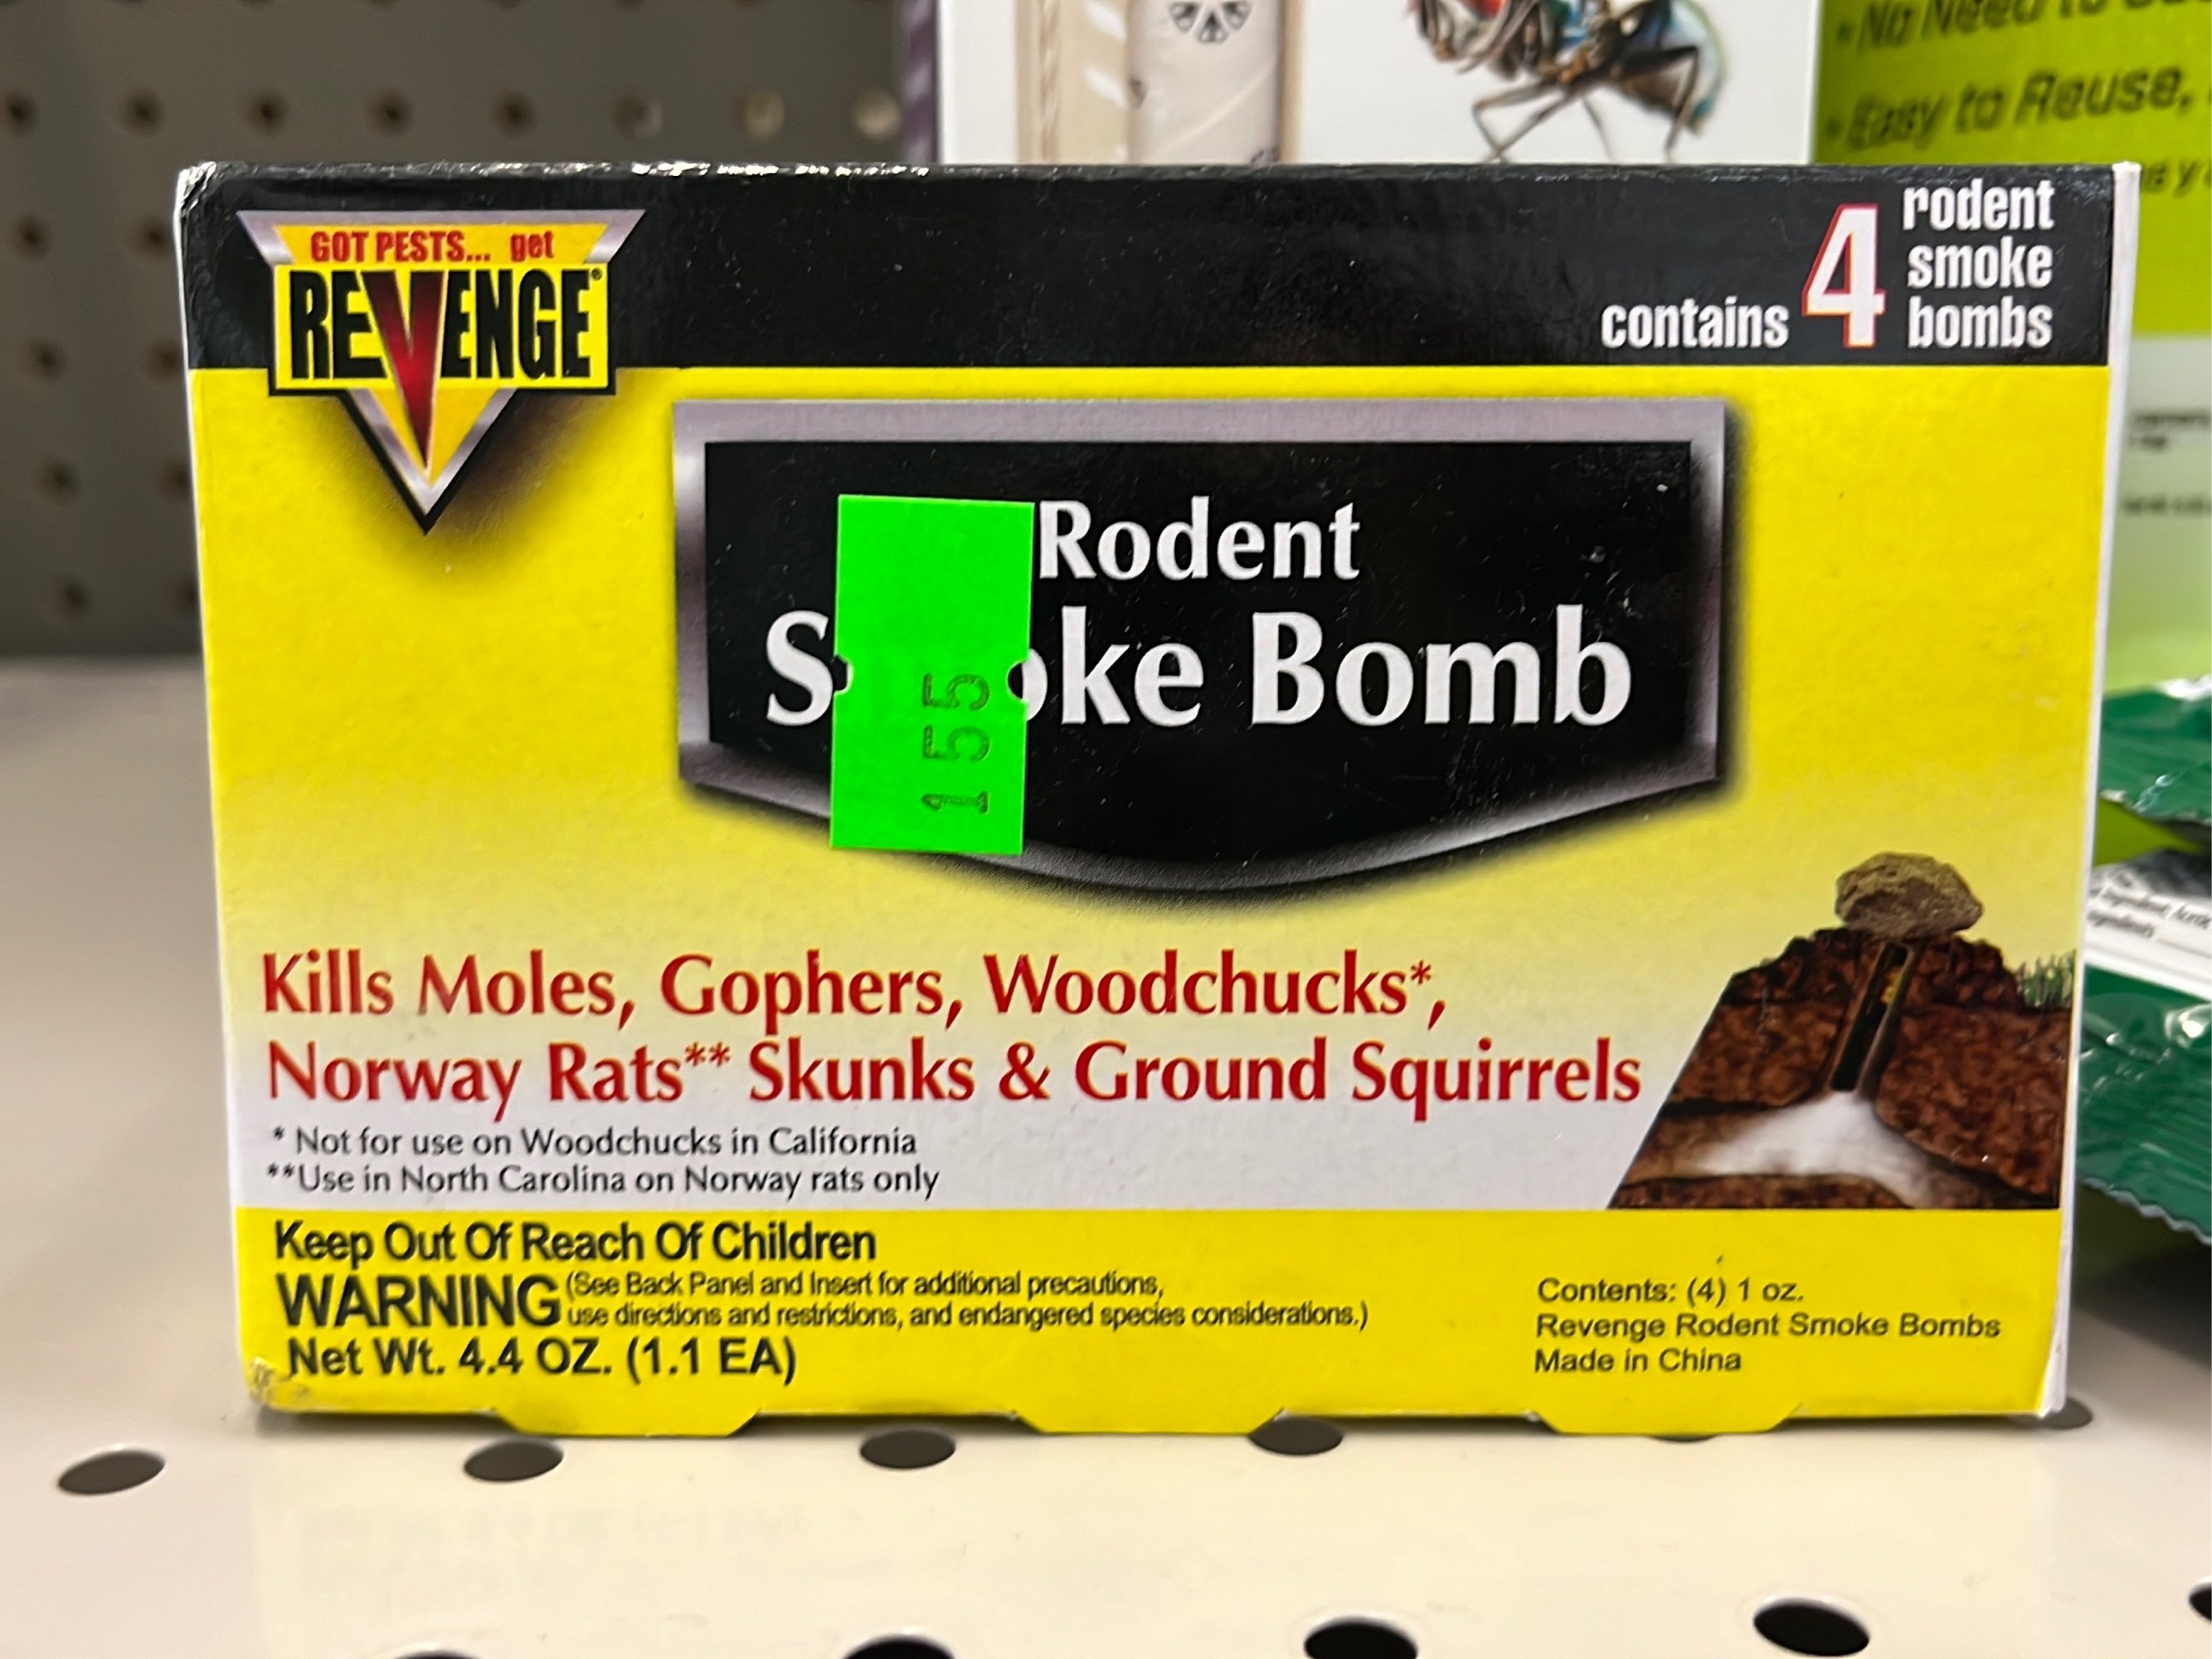 No Need to
Easy to Reuse,
GOT PESTS... get
REVENGE®
contains 4 rodent
smoke
bombs
Rodent
ke Bomb
155
Kills Moles, Gophers, Woodchucks*,
Norway Rats** Skunks & Ground Squirrels
* Not for use on Woodchucks in California
**Use in North Carolina on Norway rats only
Keep Out Of Reach Of Children
WARNING (See Back Panel and Insert for additional precautions,
use directions and restrictions, and endangered species considerations.)
Net Wt. 4.4 OZ. (1.1 EA)
Contents: (4) 1 oz.
Revenge Rodent Smoke Bombs
Made in China